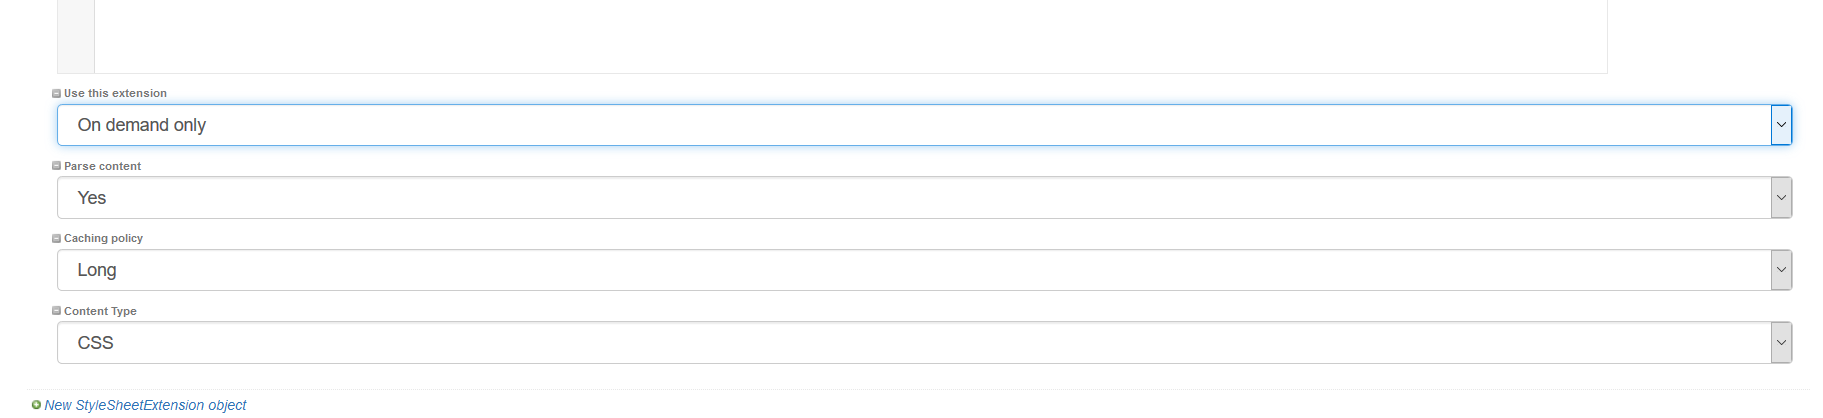 Use this extension
On demand only
Parse content
Yes
Caching policy
Long
Content Type
CSS
New StyleSheetExtension object